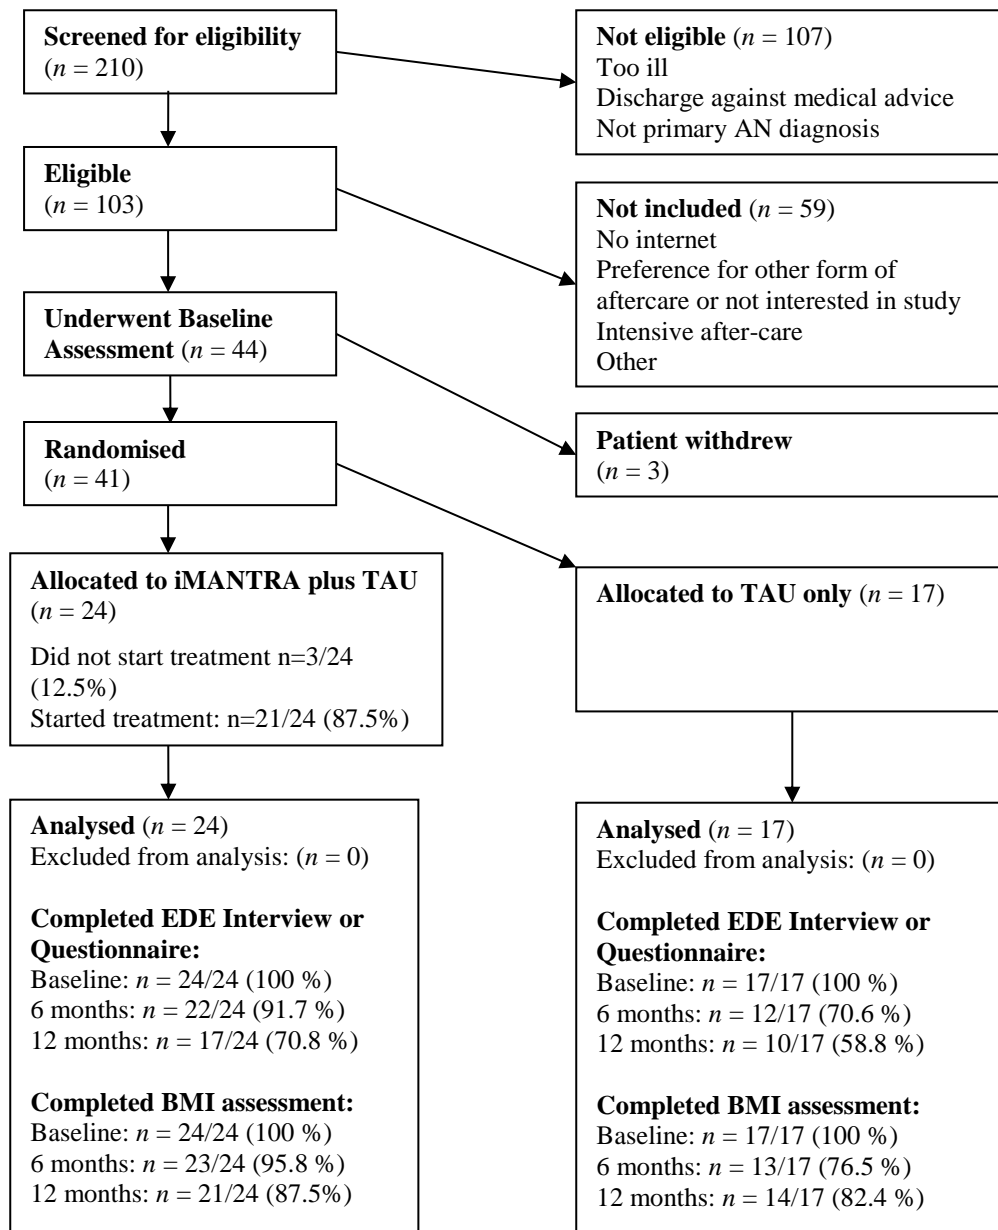 Screened for eligibility
(n = 210)
Not eligible (n = 107)
Too ill
Discharge against medical advice
Not primary AN diagnosis
Eligible
(n = 103)
Not included (n = 59)
No internet
Preference for other form of
aftercare or not interested in study
Intensive after-care
Other
Underwent Baseline
Assessment (n = 44)
Patient withdrew
(n = 3)
Randomised
(n = 41)
Allocated to iMANTRA plus TAU
(n = 24)
Did not start treatment n=3/24
(12.5%)
Started treatment: n=21/24 (87.5%)
Allocated to TAU only (n = 17)
Analysed (n = 24)
Excluded from analysis: (n = 0)
Completed EDE Interview or
Questionnaire:
Baseline: n = 24/24 (100 %)
6 months: n = 22/24 (91.7 %)
12 months: n = 17/24 (70.8 %)
Completed BMI assessment:
Baseline: n = 24/24 (100 %)
6 months: n = 23/24 (95.8 %)
12 months: n = 21/24 (87.5%)
Analysed (n = 17)
Excluded from analysis: (n = 0)
Completed EDE Interview or
Questionnaire:
Baseline: n = 17/17 (100 %)
6 months: n = 12/17 (70.6 %)
12 months: n = 10/17 (58.8 %)
Completed BMI assessment:
Baseline: n = 17/17 (100 %)
6 months: n = 13/17 (76.5 %)
12 months: n = 14/17 (82.4 %)